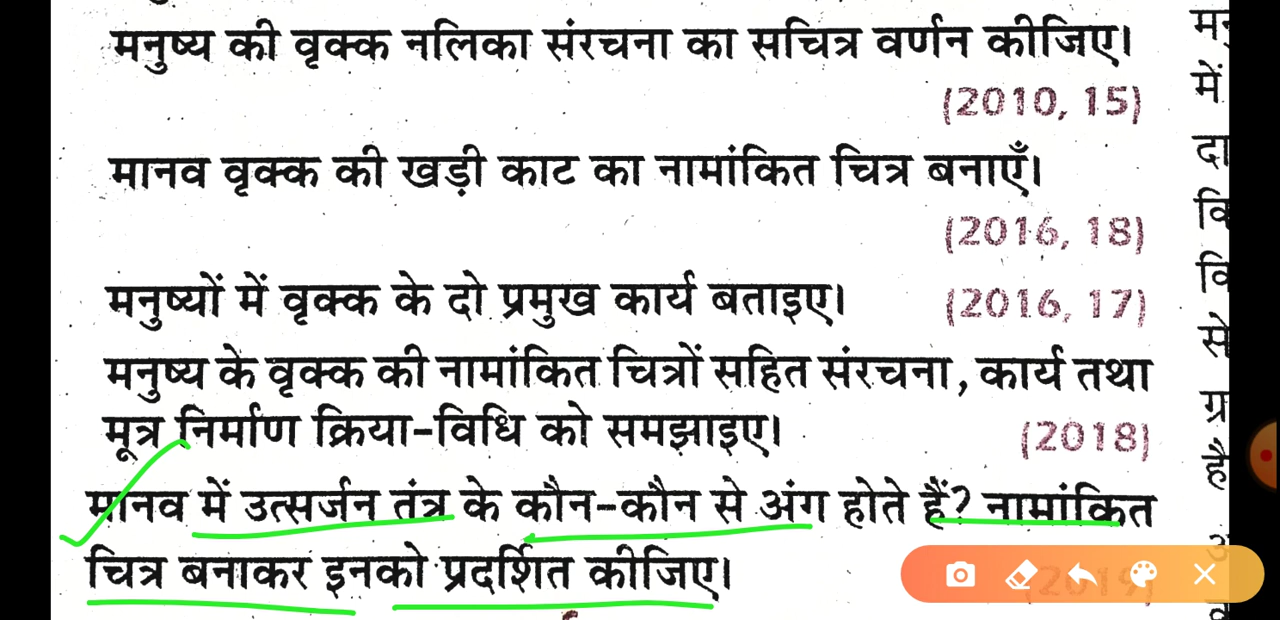 मनुष्य की वृक्क नलिका संरचना का सचित्र वर्णन कीजिए।
(2010, 15)
मानव वृक्क की खड़ी काट का नामांकित चित्र बनाएँ।
(2016, 18)
मनुष्यों में वृक्क के दो प्रमुख कार्य बताइए। (2016, 17)
मनुष्य के वृक्क की नामांकित चित्रों सहित संरचना, कार्य तथा
मूत्र निर्माण क्रिया-विधि को समझाइए। (2018)
मानव में उत्सर्जन तंत्र के कौन-कौन से अंग होते हैं? नामांकित
चित्र बनाकर इनको प्रदर्शित कीजिए। (2019)
में
से
है